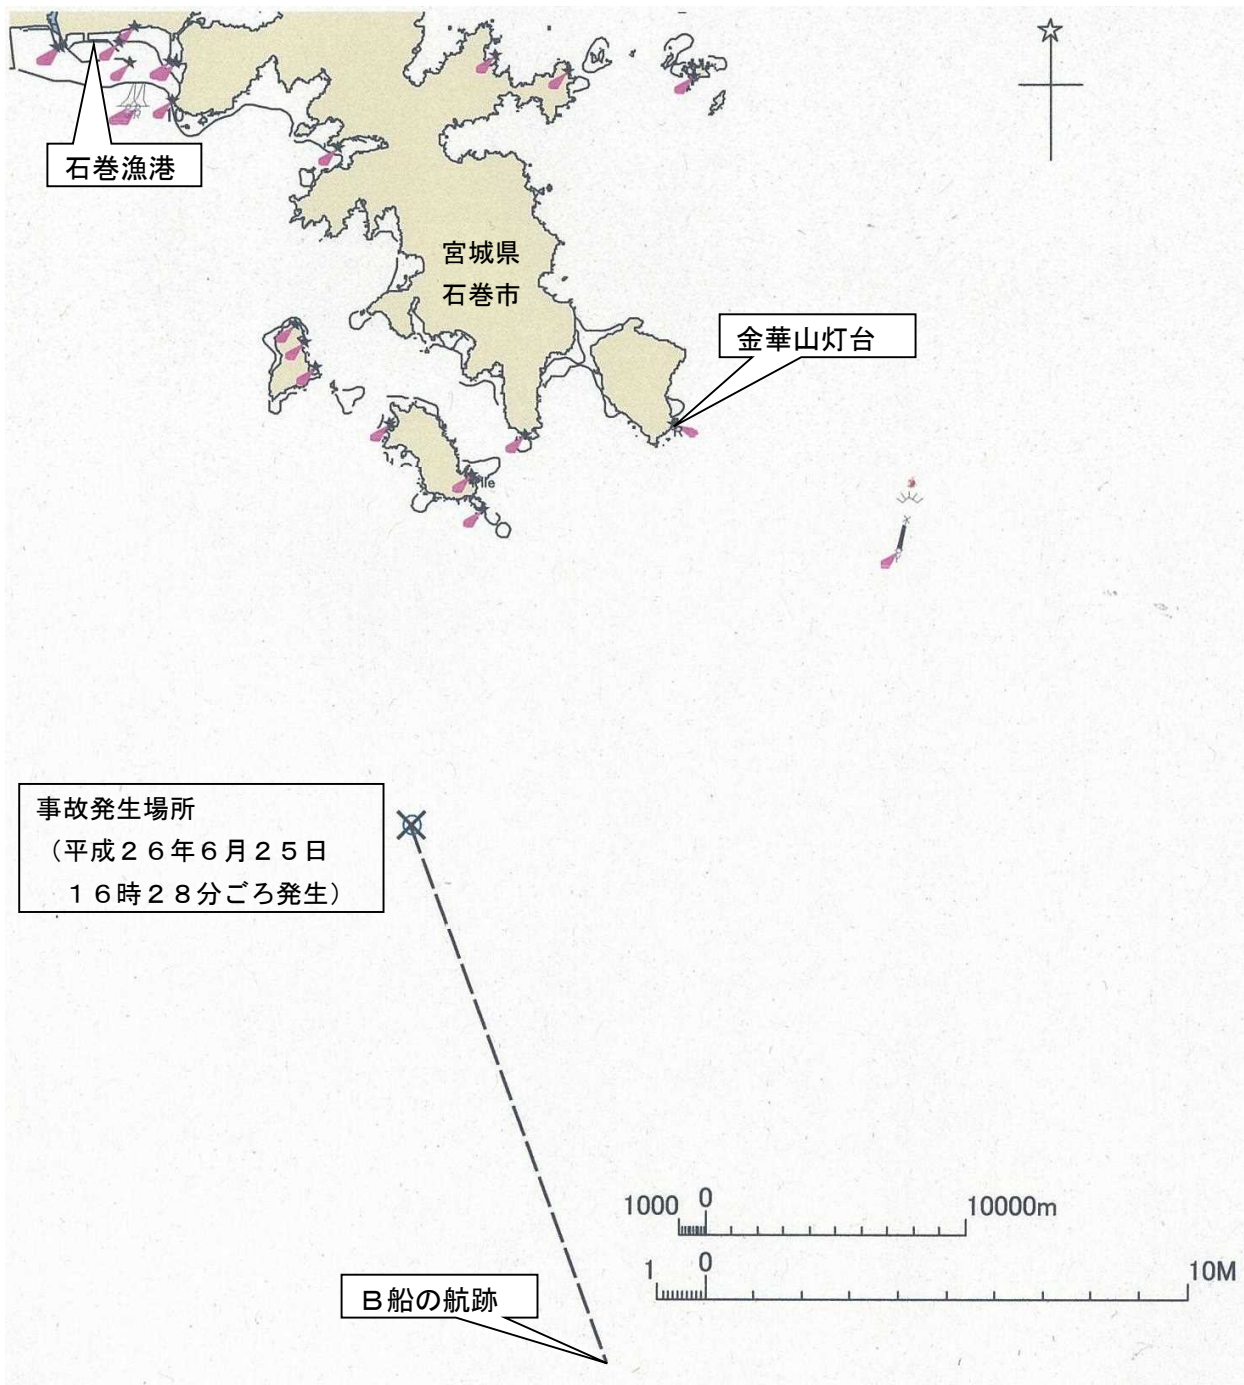 石巻漁港
宮城県
石巻市
金華山灯台
事故発生場所
（平成２６年６月２５日
１６時２８分ごろ発生）
1000 0 10000m
1 0 10M
Ｂ船の航跡